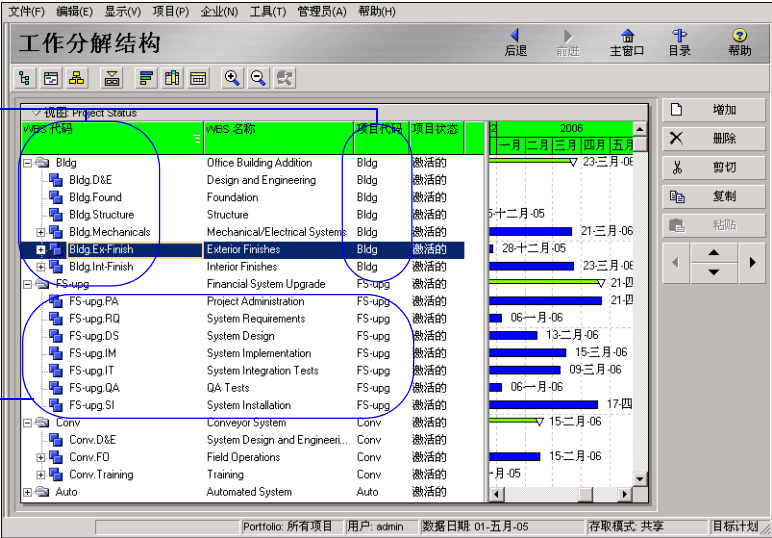 文件(F) 编辑(E) 显示(V) 项目(P) 企业(N) 工具(T) 管理员(A) 帮助(H)
工作分解结构
后退 前进 主窗口 目录 帮助
视图: Project Status
WBS 代码 WBS 名称 项目代码 项目状态 2 2006
一月 二月 三月 四月 五月
Bldg Office Building Addition Bldg 激活的 23-三月-06
Bldg.D&E Design and Engineering Bldg 激活的
Bldg.Found Foundation Bldg 激活的
Bldg.Structure Structure Bldg 激活的 5-十二月-05
Bldg.Mechanicals Mechanical/Electrical Systems Bldg 激活的 21-三月-06
Bldg.Ex-Finish Exterior Finishes Bldg 激活的 28-十二月-05
Bldg.Int-Finish Interior Finishes Bldg 激活的 23-三月-06
FS-upg Financial System Upgrade FS-upg 激活的 21-四
FS-upg.PA Project Administration FS-upg 激活的 21-四
FS-upg.RQ System Requirements FS-upg 激活的 06-一月-06
FS-upg.DS System Design FS-upg 激活的 13-二月-06
FS-upg.IM System Implementation FS-upg 激活的 15-三月-06
FS-upg.IT System Integration Tests FS-upg 激活的 09-三月-06
FS-upg.QA QA Tests FS-upg 激活的 06-一月-06
FS-upg.SI System Installation FS-upg 激活的 17-四
Conv Conveyor System Conv 激活的 15-二月-06
Conv.D&E System Design and Engineeri... Conv 激活的
Conv.FO Field Operations Conv 激活的 15-二月-06
Conv.Training Training Conv 激活的 月-05
Auto Automated System Auto 激活的
增加
删除
剪切
复制
粘贴
Portfolio: 所有项目 用户: admin 数据日期: 01-五月-05 存取模式: 共享 目标计划